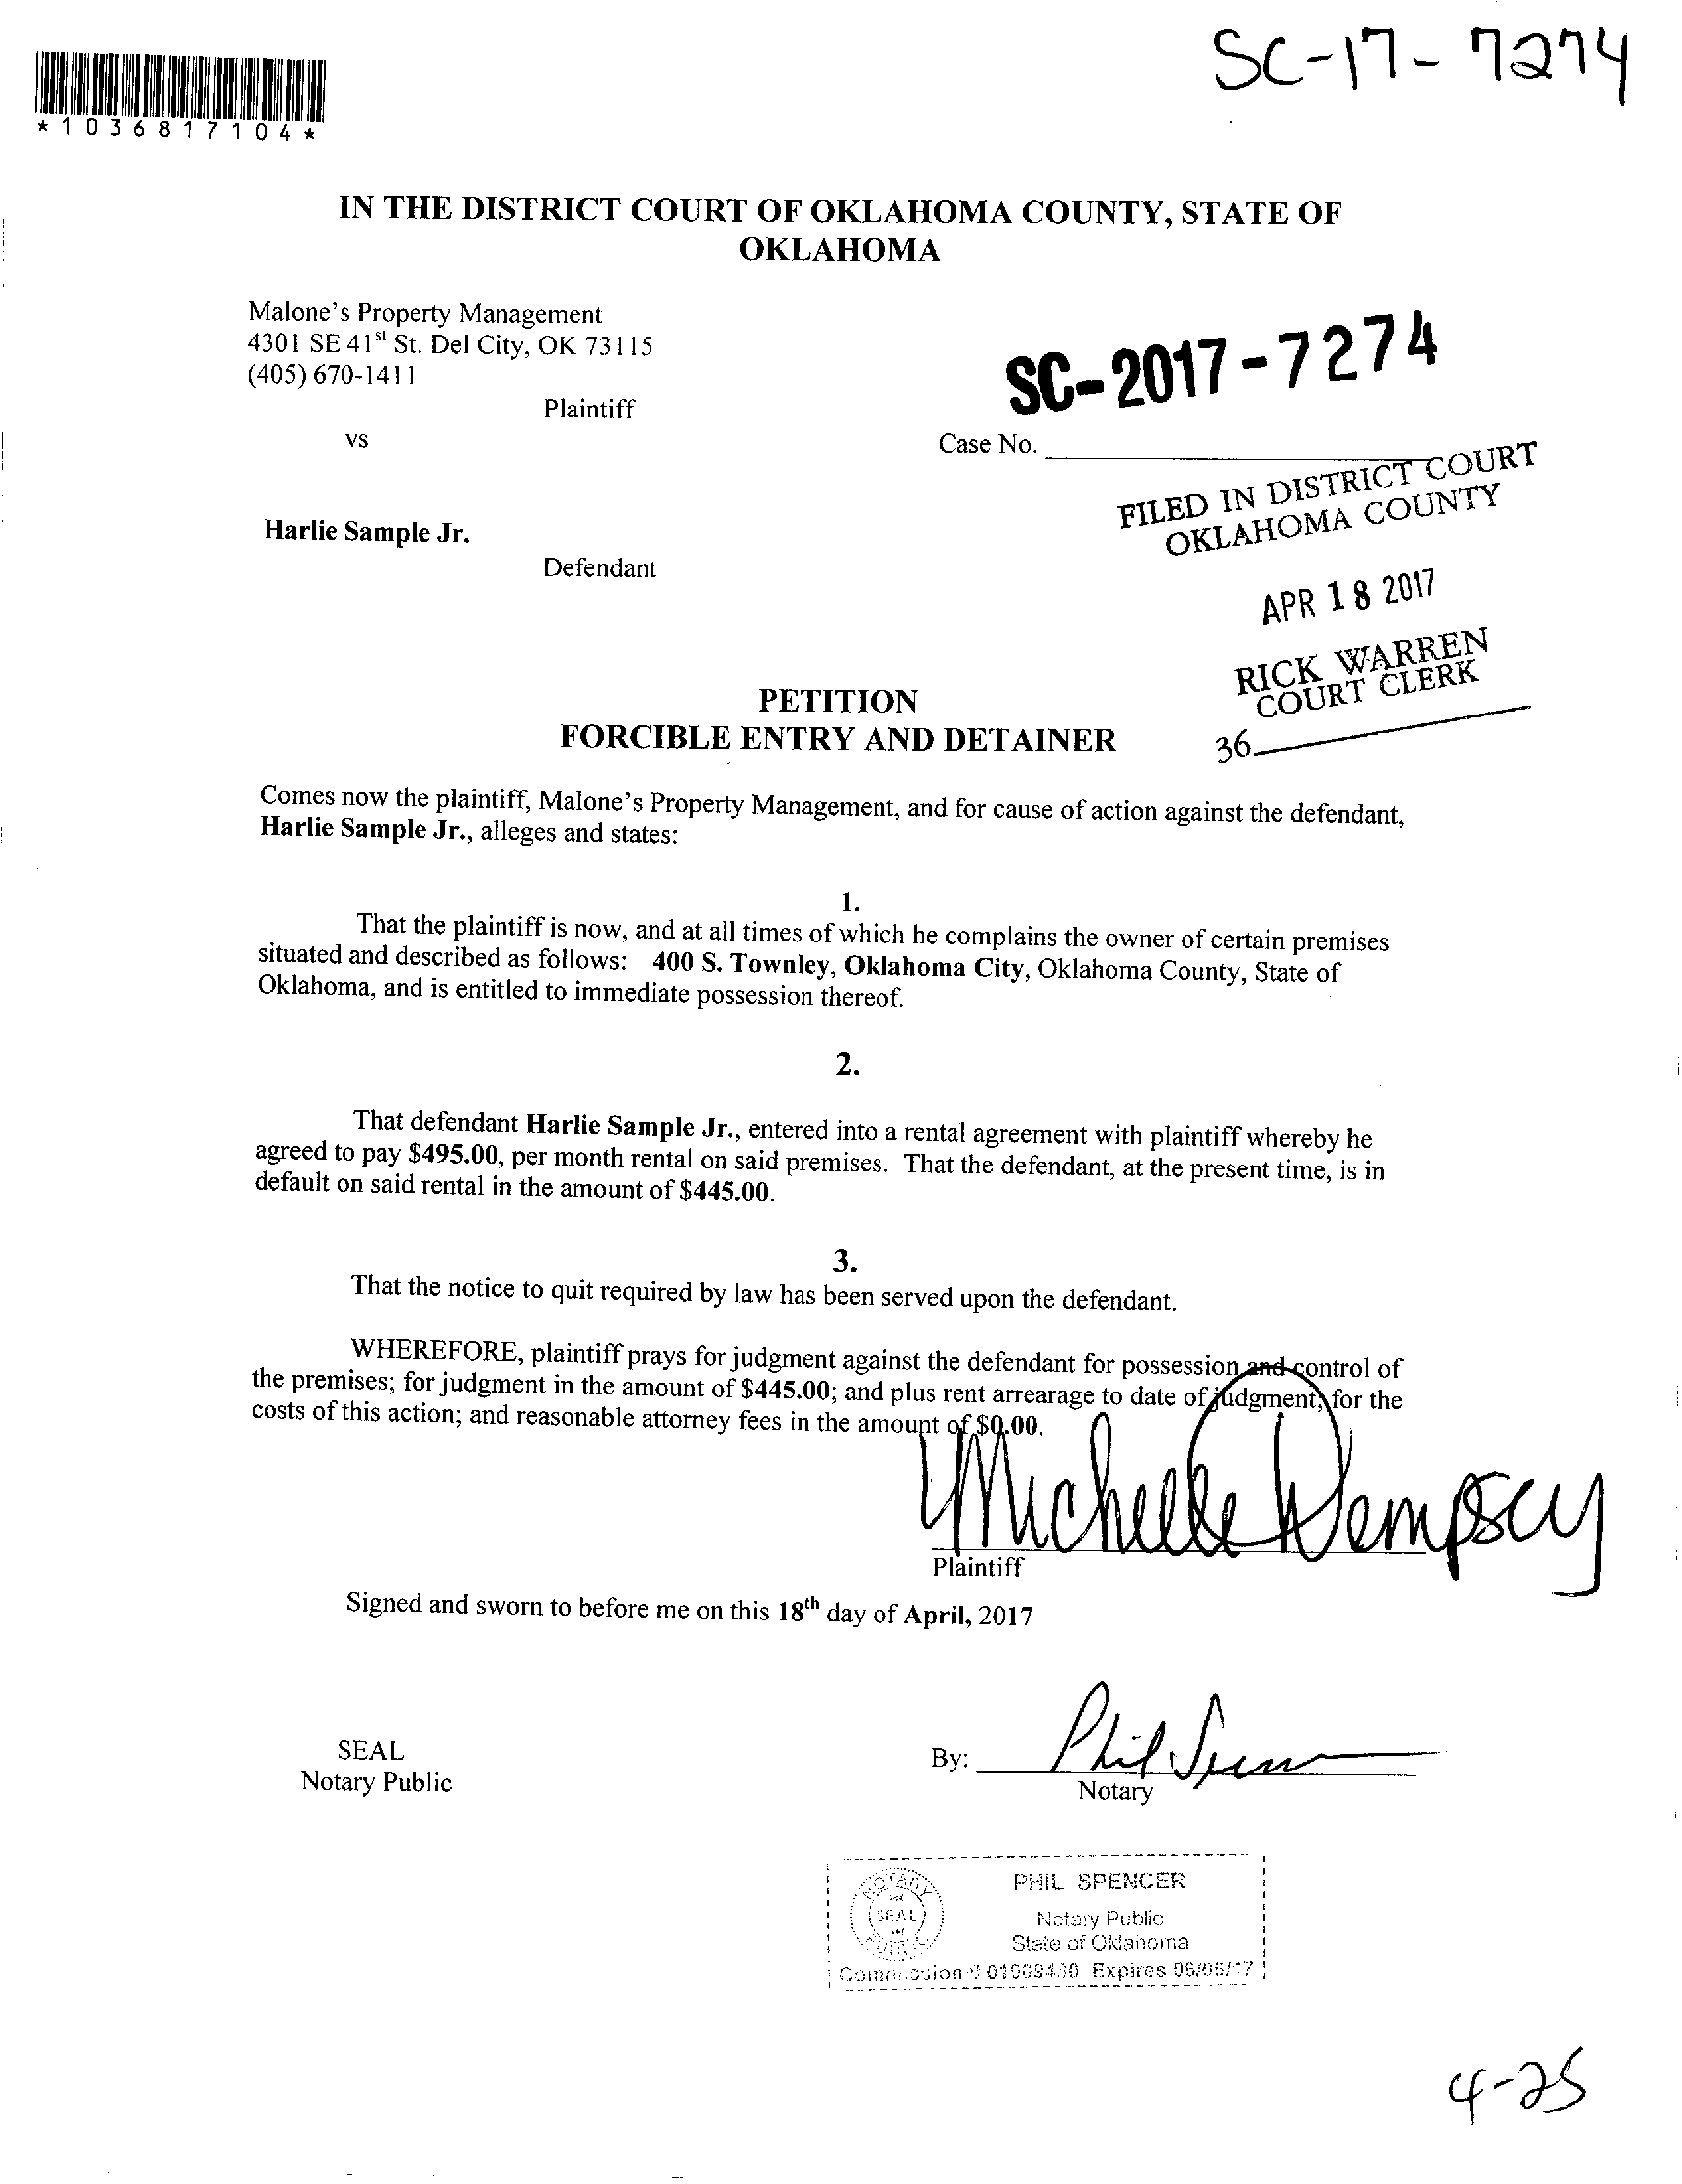 SC-17-7274
*1036817104*
IN THE DISTRICT COURT OF OKLAHOMA COUNTY, STATE OF
OKLAHOMA
Malone's Property Management
4301 SE 41st St. Del City, OK 73115
(405) 670-1411
Plaintiff
SC-2017-7274
vs
Case No.
FILED IN DISTRICT COURT
OKLAHOMA COUNTY
Harlie Sample Jr.
Defendant
APR 18 2017
RICK WARREN
COURT CLERK
36
PETITION
FORCIBLE ENTRY AND DETAINER
Comes now the plaintiff, Malone's Property Management, and for cause of action against the defendant,
Harlie Sample Jr., alleges and states:
1.
That the plaintiff is now, and at all times of which he complains the owner of certain premises
situated and described as follows: 400 S. Townley, Oklahoma City, Oklahoma County, State of
Oklahoma, and is entitled to immediate possession thereof.
2.
That defendant Harlie Sample Jr., entered into a rental agreement with plaintiff whereby he
agreed to pay $495.00, per month rental on said premises. That the defendant, at the present time, is in
default on said rental in the amount of $445.00.
3.
That the notice to quit required by law has been served upon the defendant.
WHEREFORE, plaintiff prays for judgment against the defendant for possession and control of
the premises; for judgment in the amount of $445.00; and plus rent arrearage to date of judgment; for the
costs of this action; and reasonable attorney fees in the amount of $0.00.
Michelle Dempsey
Plaintiff
Signed and sworn to before me on this 18th day of April, 2017
SEAL
Notary Public
By:
Phil
Notary
PHIL SPENCER
NOTARY
SEAL
Notary Public
State of Oklahoma
Commission # Expires
4-25